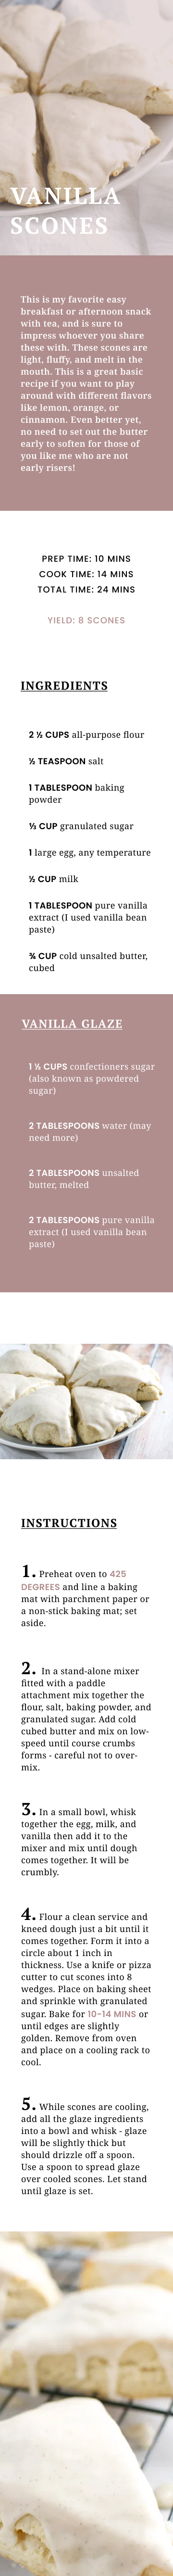 VANILLA
SCONES
This is my favorite easy
breakfast or afternoon snack
with tea, and is sure to
impress whoever you share
these with. These scones are
light, fluffy, and melt in the
mouth. This is a great basic
recipe if you want to play
around with different flavors
like lemon, orange, or
cinnamon. Even better yet,
no need to set out the butter
early to soften for those of
you like me who are not
early risers!
PREP TIME: 10 MINS
COOK TIME: 14 MINS
TOTAL TIME: 24 MINS
YIELD: 8 SCONES
INGREDIENTS
2 ½ CUPS all-purpose flour
½ TEASPOON salt
1 TABLESPOON baking
powder
⅓ CUP granulated sugar
1 large egg, any temperature
½ CUP milk
1 TABLESPOON pure vanilla
extract (I used vanilla bean
paste)
¾ CUP cold unsalted butter,
cubed
VANILLA GLAZE
1 ½ CUPS confectioners sugar
(also known as powdered
sugar)
2 TABLESPOONS water (may
need more)
2 TABLESPOONS unsalted
butter, melted
2 TABLESPOONS pure vanilla
extract (I used vanilla bean
paste)
INSTRUCTIONS
1. Preheat oven to 425
DEGREES and line a baking
mat with parchment paper or
a non-stick baking mat; set
aside.
2. In a stand-alone mixer
fitted with a paddle
attachment mix together the
flour, salt, baking powder, and
granulated sugar. Add cold
cubed butter and mix on low-
speed until course crumbs
forms - careful not to over-
mix.
3. In a small bowl, whisk
together the egg, milk, and
vanilla then add it to the
mixer and mix until dough
comes together. It will be
crumbly.
4. Flour a clean service and
kneed dough just a bit until it
comes together. Form it into a
circle about 1 inch in
thickness. Use a knife or pizza
cutter to cut scones into 8
wedges. Place on baking sheet
and sprinkle with granulated
sugar. Bake for 10-14 MINS or
until edges are slightly
golden. Remove from oven
and place on a cooling rack to
cool.
5. While scones are cooling,
add all the glaze ingredients
into a bowl and whisk - glaze
will be slightly thick but
should drizzle off a spoon.
Use a spoon to spread glaze
over cooled scones. Let stand
until glaze is set.